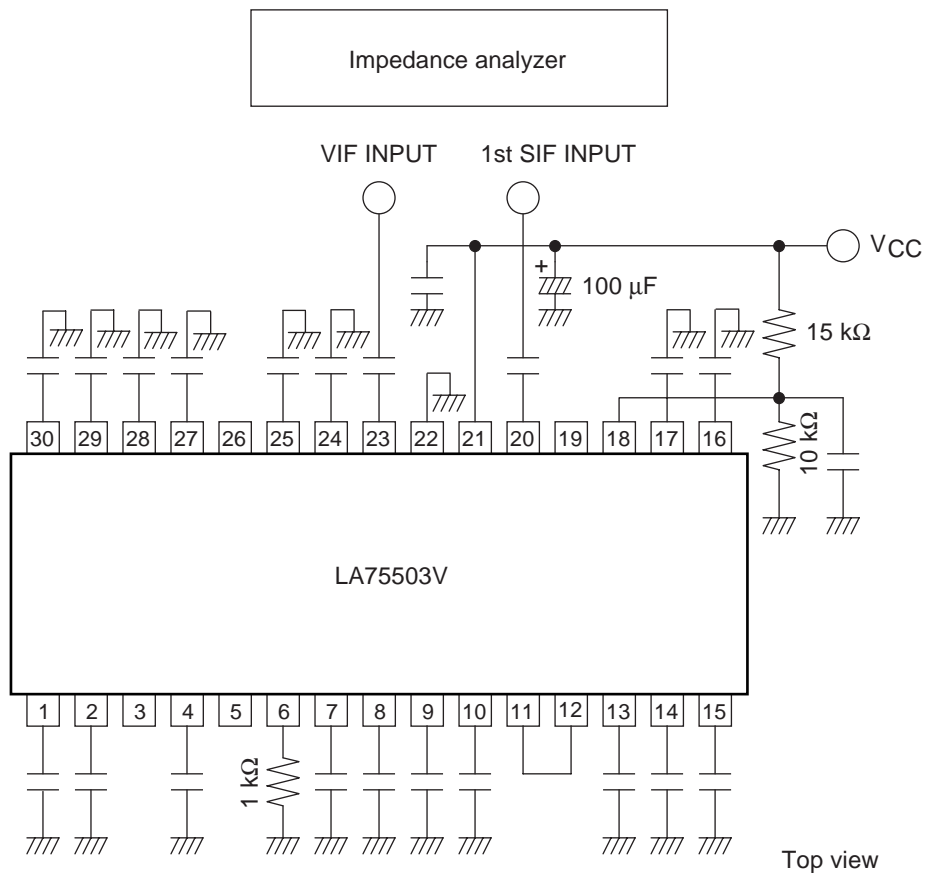 Impedance analyzer
VIF INPUT 1st SIF INPUT
VCC
+
100 μF
15 kΩ
30 29 28 27 26 25 24 23 22 21 20 19 18 17 16
10 kΩ
LA75503V
1 2 3 4 5 6 7 8 9 10 11 12 13 14 15
1 kΩ
Top view